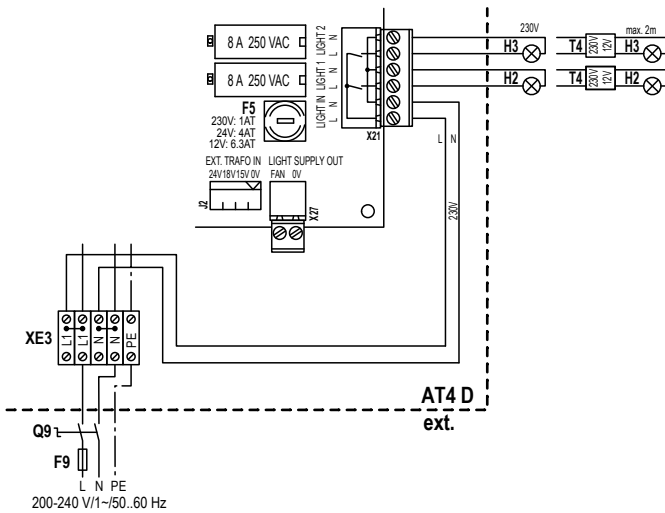 8 A 250 VAC
8 A 250 VAC
LIGHT 2
N
L
LIGHT 1
N
L
LIGHT IN
N
L
X21
F5
230V: 1AT
24V: 4AT
12V: 6.3AT
EXT. TRAFO IN
24V 18V 15V 0V
J2
LIGHT SUPPLY OUT
FAN 0V
X27
230V
H3
H2
T4
230V
12V
max. 2m
H3
T4
230V
12V
H2
L
N
230V
XE3
L1
L1
N
N
PE
AT4 D
ext.
Q9
F9
L N PE
200-240 V/1~/50..60 Hz